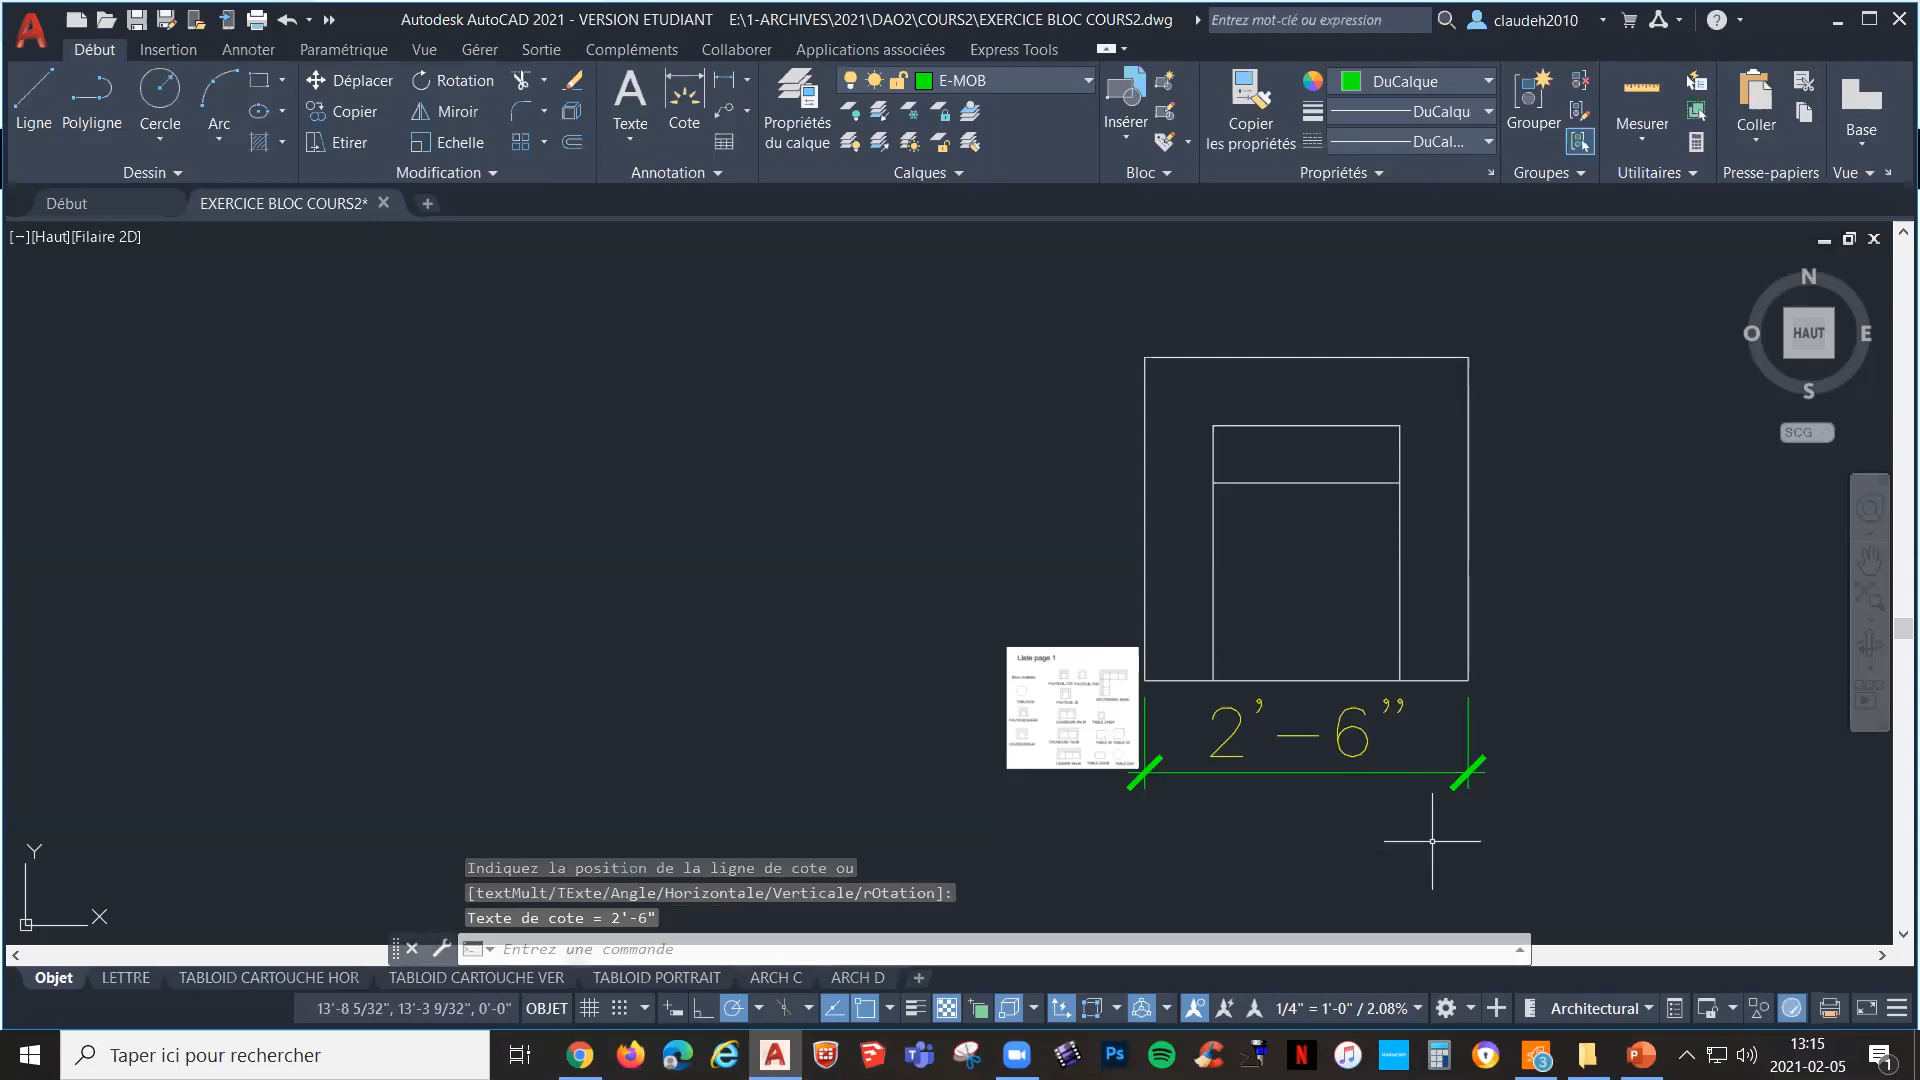 Autodesk AutoCAD 2021 - VERSION ETUDIANT E:\1-ARCHIVES\2021\DAO2\COURS2\EXERCICE BLOC COURS2.dwg
Entrez mot-clé ou expression
claudeh2010
Début Insertion Annoter Paramétrique Vue Gérer Sortie Compléments Collaborer Applications associées Express Tools
Ligne Polyligne Cercle Arc
Déplacer Rotation
Copier Miroir
Etirer Echelle
Texte Cote
Propriétés du calque
E-MOB
Insérer
Copier les propriétés
DuCalque
DuCalqu
DuCal...
Grouper
Mesurer
Coller
Base
Dessin Modification Annotation Calques Bloc Propriétés Groupes Utilitaires Presse-papiers Vue
Début EXERCICE BLOC COURS2*
[−][Haut][Filaire 2D]
N
O HAUT E
S
SCG
Liste page 1
2'-6"
Y
X
Indiquez la position de la ligne de cote ou
[textMult/TExte/Angle/Horizontale/Verticale/rOtation]:
Texte de cote = 2'-6"
Entrez une commande
Objet LETTRE TABLOID CARTOUCHE HOR TABLOID CARTOUCHE VER TABLOID PORTRAIT ARCH C ARCH D
13'-8 5/32", 13'-3 9/32", 0'-0" OBJET 1/4" = 1'-0" / 2.08% Architectural
Taper ici pour rechercher
Ps
N
3
P
13:15
2021-02-05
1